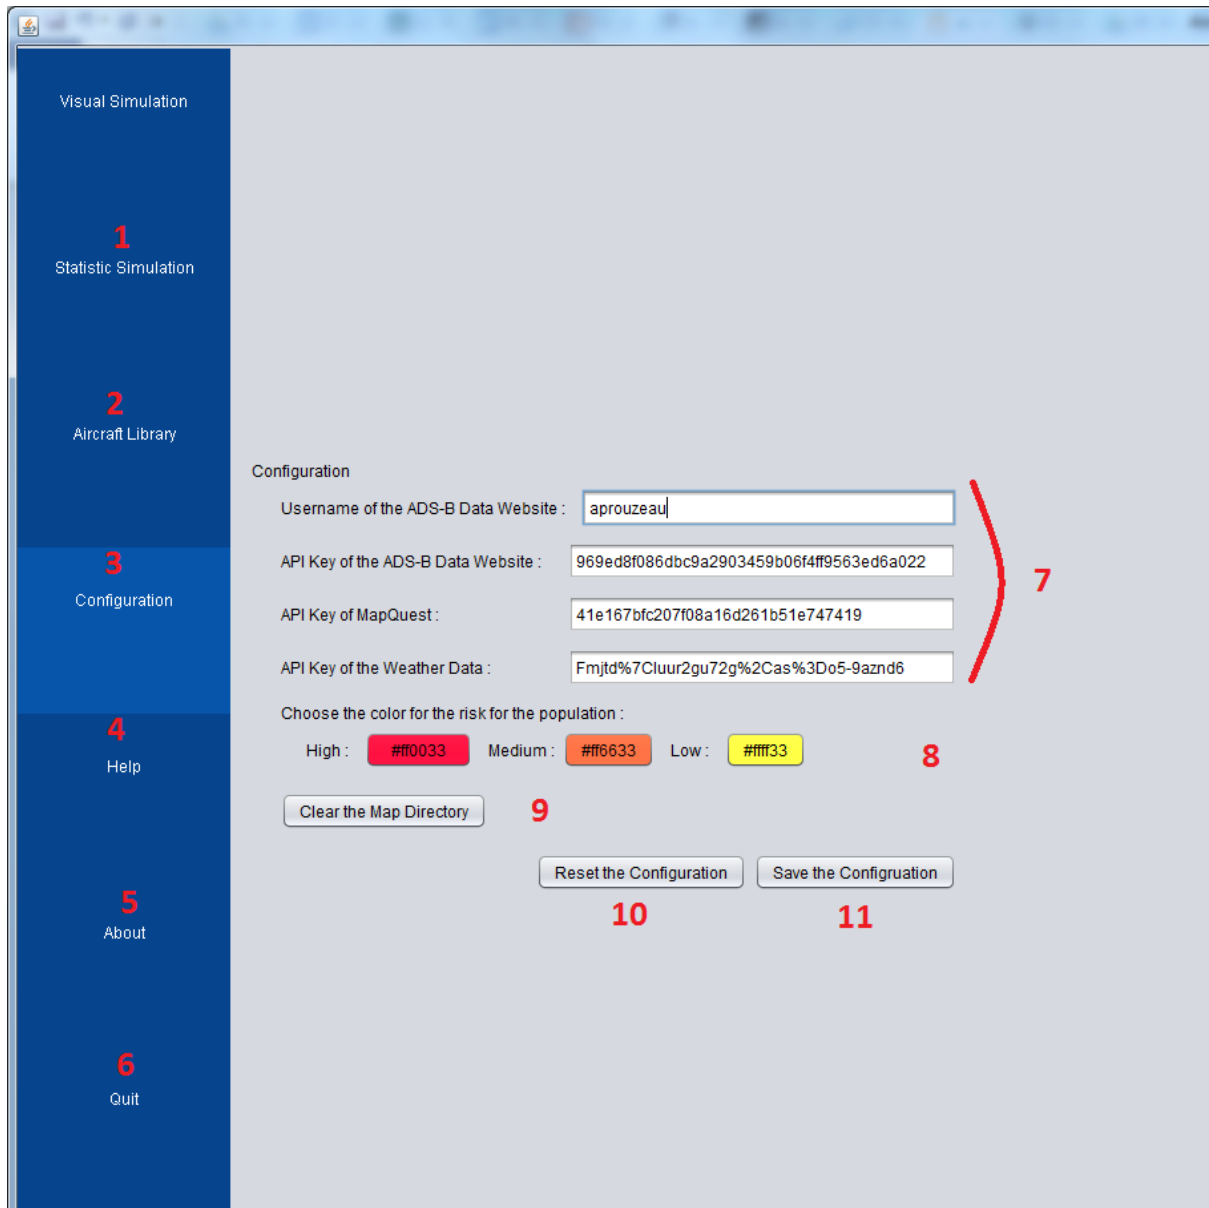 Visual Simulation
1
Statistic Simulation
2
Aircraft Library
3
Configuration
4
Help
5
About
6
Quit
Configuration
Username of the ADS-B Data Website : aprouzeau
API Key of the ADS-B Data Website : 969ed8f086dbc9a2903459b06f4ff9563ed6a022
7
API Key of MapQuest : 41e167bfc207f08a16d261b51e747419
API Key of the Weather Data : Fmjtd%7Cluur2gu72g%2Cas%3Do5-9aznd6
Choose the color for the risk for the population :
High : #ff0033 Medium : #ff6633 Low : #ffff33 8
Clear the Map Directory 9
Reset the Configuration Save the Configruation
10 11